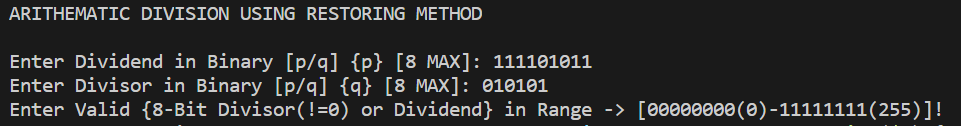 ARITHEMATIC DIVISION USING RESTORING METHOD
Enter Dividend in Binary [p/q] {p} [8 MAX]: 111101011
Enter Divisor in Binary [p/q] {q} [8 MAX]: 010101
Enter Valid {8-Bit Divisor(!=0) or Dividend} in Range -> [00000000(0)-11111111(255)]!